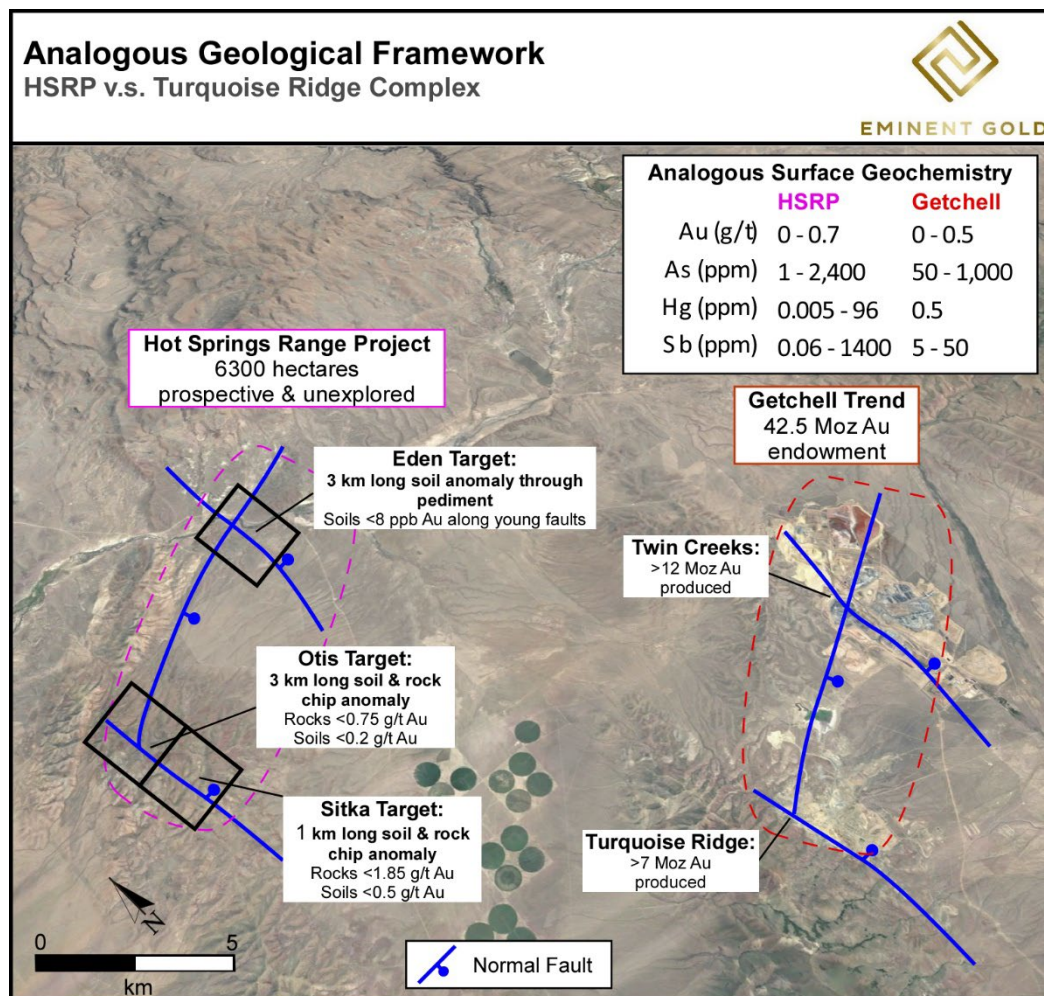 Analogous Geological Framework
HSRP v.s. Turquoise Ridge Complex
EMINENT GOLD
Analogous Surface Geochemistry
HSRP Getchell
Au (g/t) 0 - 0.7 0 - 0.5
As (ppm) 1 - 2,400 50 - 1,000
Hg (ppm) 0.005 - 96 0.5
Sb (ppm) 0.06 - 1400 5 - 50
Hot Springs Range Project
6300 hectares
prospective & unexplored
Getchell Trend
42.5 Moz Au
endowment
Eden Target:
3 km long soil anomaly through
pediment
Soils <8 ppb Au along young faults
Twin Creeks:
>12 Moz Au
produced
Otis Target:
3 km long soil & rock
chip anomaly
Rocks <0.75 g/t Au
Soils <0.2 g/t Au
Sitka Target:
1 km long soil & rock
chip anomaly
Rocks <1.85 g/t Au
Soils <0.5 g/t Au
Turquoise Ridge:
>7 Moz Au
produced
N
0 5
km
Normal Fault